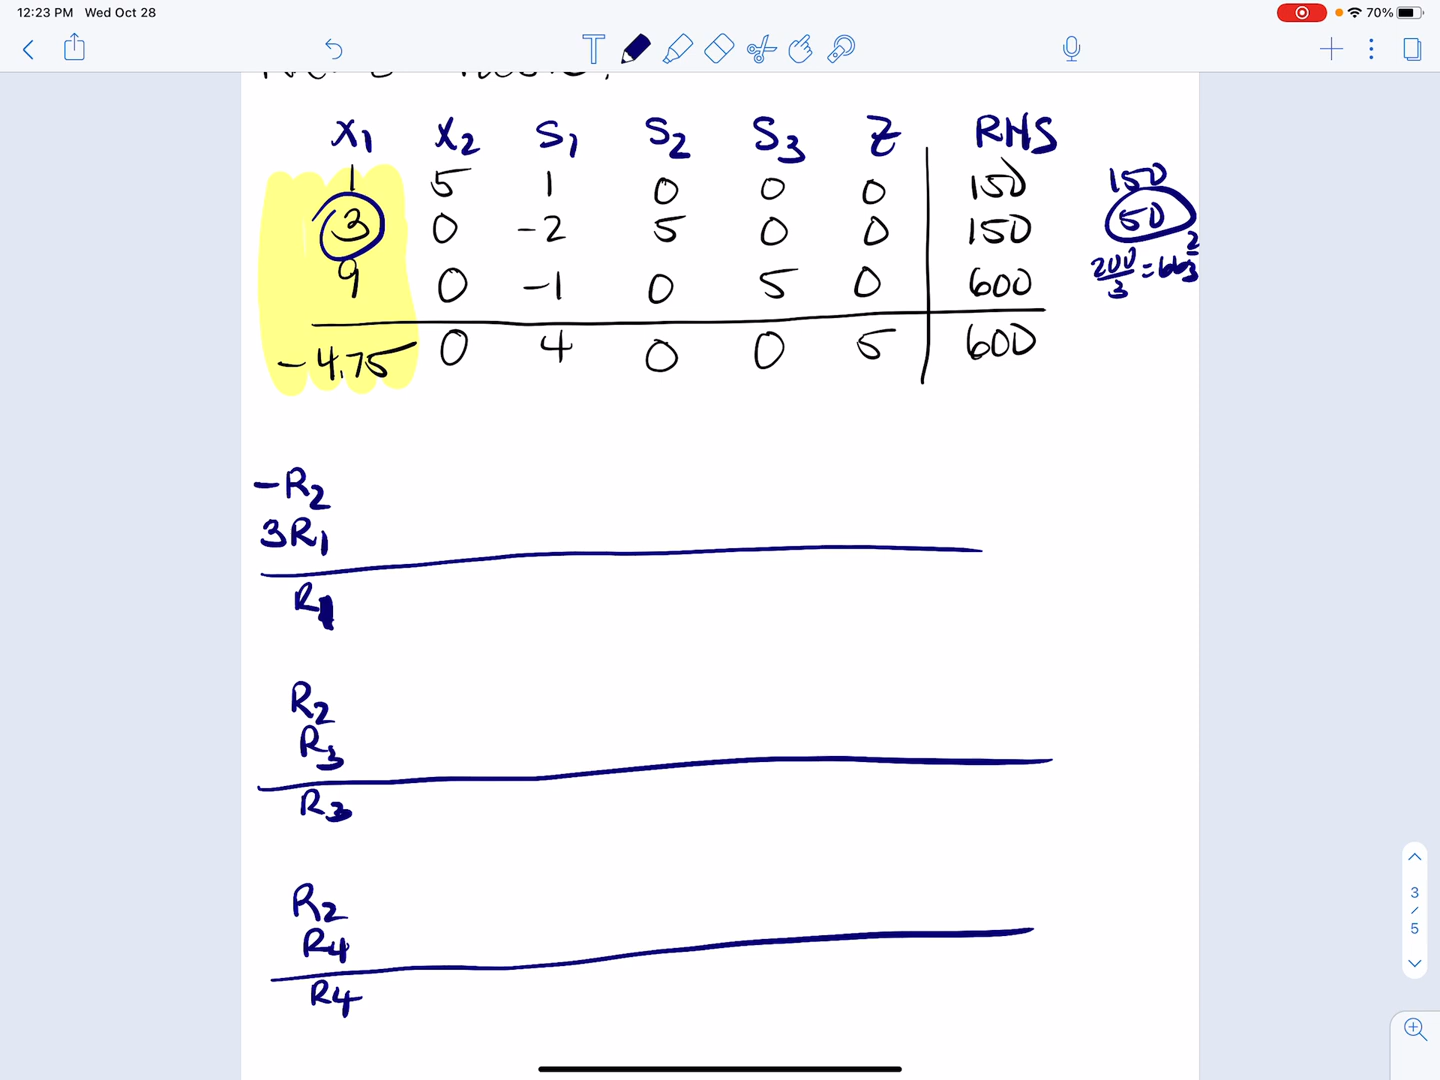 12:23 PM Wed Oct 28
70%
T
x₁ x₂ s₁ s₂ s₃ z RHS
1 5 1 0 0 0 150 150
3 0 -2 5 0 0 150 50
9 0 -1 0 5 0 600 200/3 = 66 2/3
-4.75 0 4 0 0 5 600
-R₂
3R₁
R₁
R₂
R₃
R₃
R₂
R₄
R₄
3
/
5